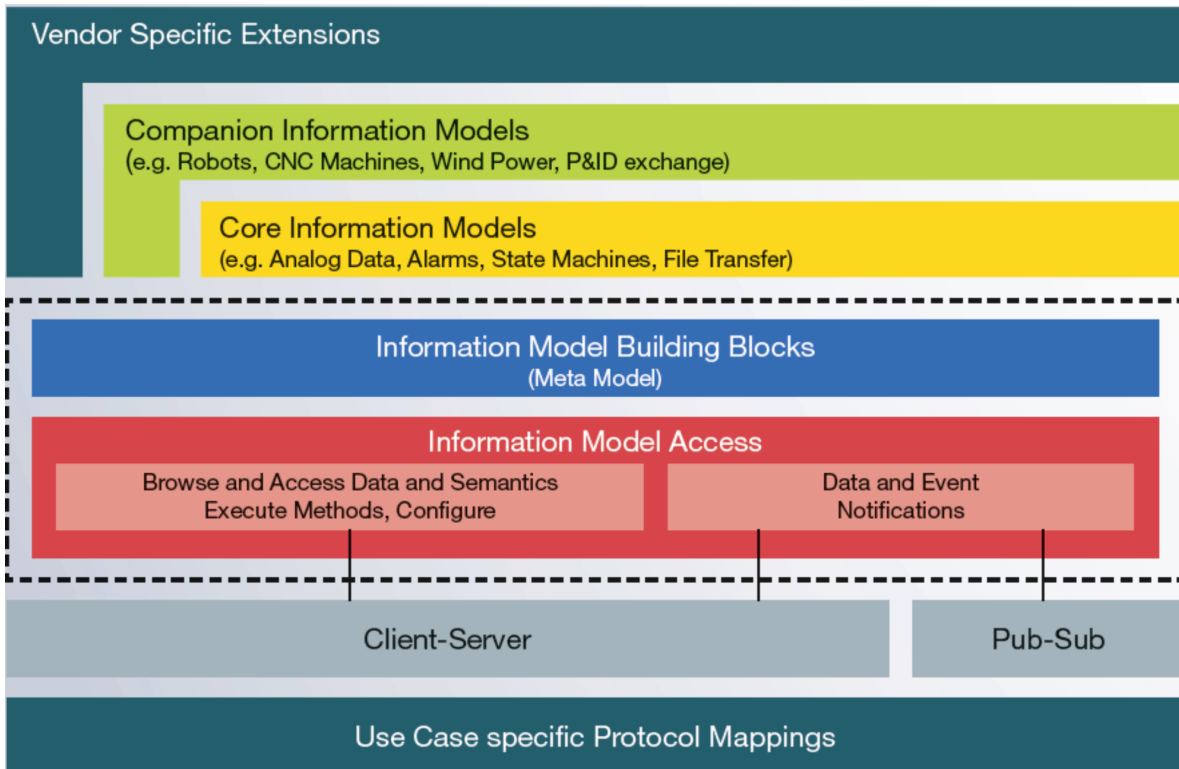 Vendor Specific Extensions
Companion Information Models
(e.g. Robots, CNC Machines, Wind Power, P&ID exchange)
Core Information Models
(e.g. Analog Data, Alarms, State Machines, File Transfer)
Information Model Building Blocks
(Meta Model)
Information Model Access
Browse and Access Data and Semantics
Execute Methods, Configure
Data and Event
Notifications
Client-Server
Pub-Sub
Use Case specific Protocol Mappings